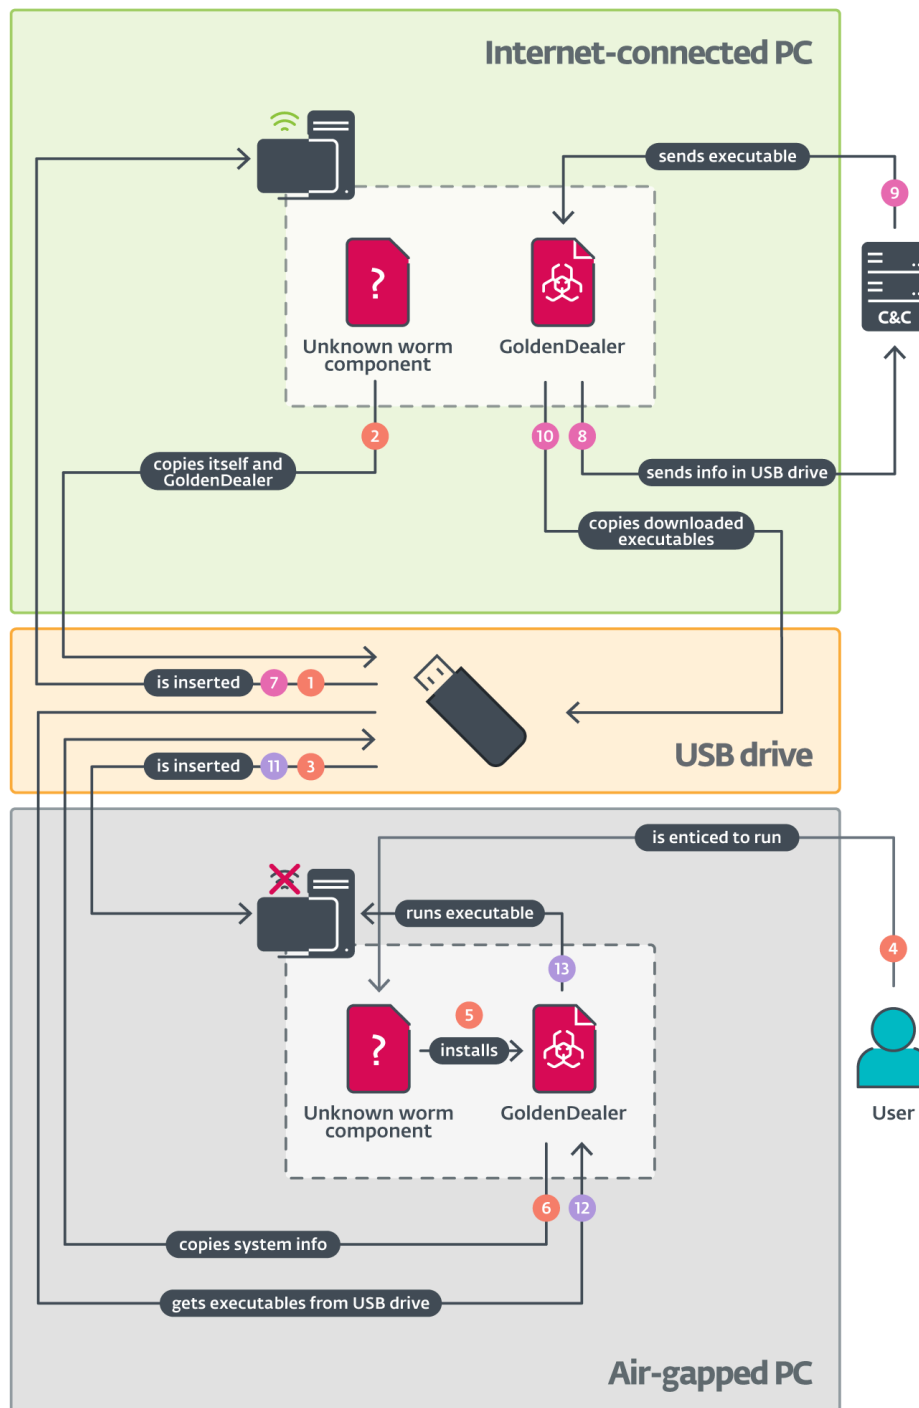 Internet-connected PC
sends executable
9
?
C&C
Unknown worm
component
GoldenDealer
2
10
8
copies itself and
GoldenDealer
sends info in USB drive
copies downloaded
executables
is inserted
7
1
USB drive
is inserted
11
3
is enticed to run
runs executable
4
13
?
5
installs
Unknown worm
component
GoldenDealer
User
6
12
copies system info
gets executables from USB drive
Air-gapped PC